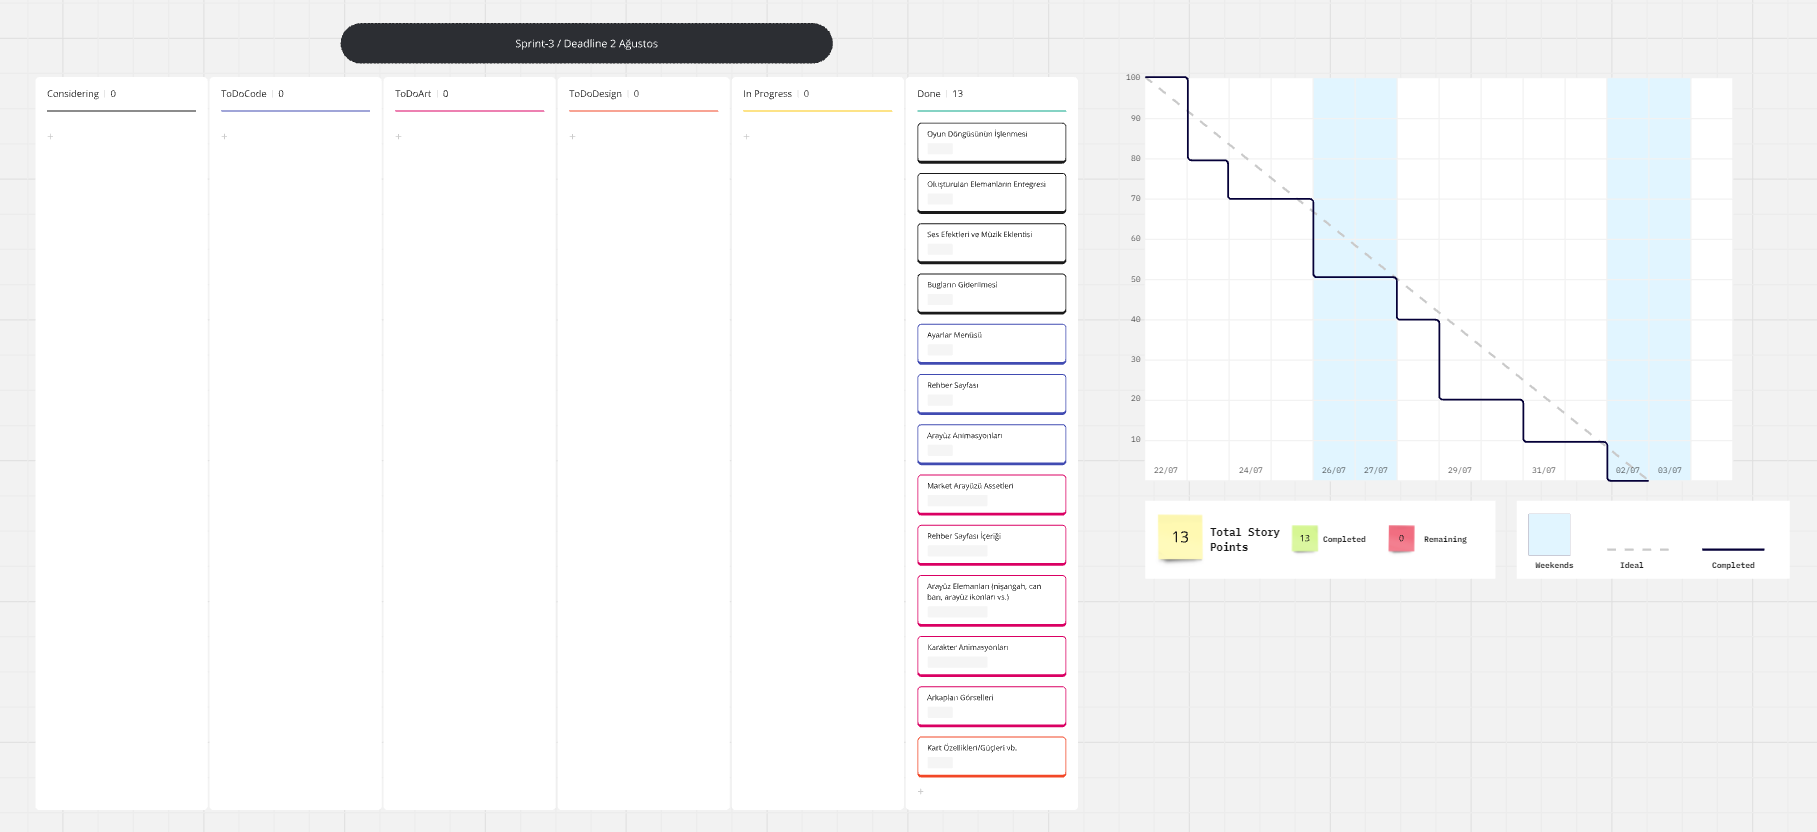 Sprint-3 / Deadline 2 Ağustos
Considering 0
ToDoCode 0
ToDoArt 0
ToDoDesign 0
In Progress 0
Done 13
+
+
+
+
+
Oyun Döngüsünün İşlenmesi
Oluşturulan Elemanların Entegresi
Ses Efektleri ve Müzik Eklentisi
Bugların Giderilmesi
Ayarlar Menüsü
Rehber Sayfası
Arayüz Animasyonları
Market Arayüzü Assetleri
Rehber Sayfası İçeriği
Arayüz Elemanları (nişangah, can
barı, arayüz ikonları vs.)
Karakter Animasyonları
Arkaplan Görselleri
Kart Özellikleri/Güçleri vb.
+
100
90
80
70
60
50
40
30
20
10
22/07 24/07 26/07 27/07 29/07 31/07 02/07 03/07
13 Total Story Points
13 Completed
0 Remaining
Weekends
Ideal
Completed